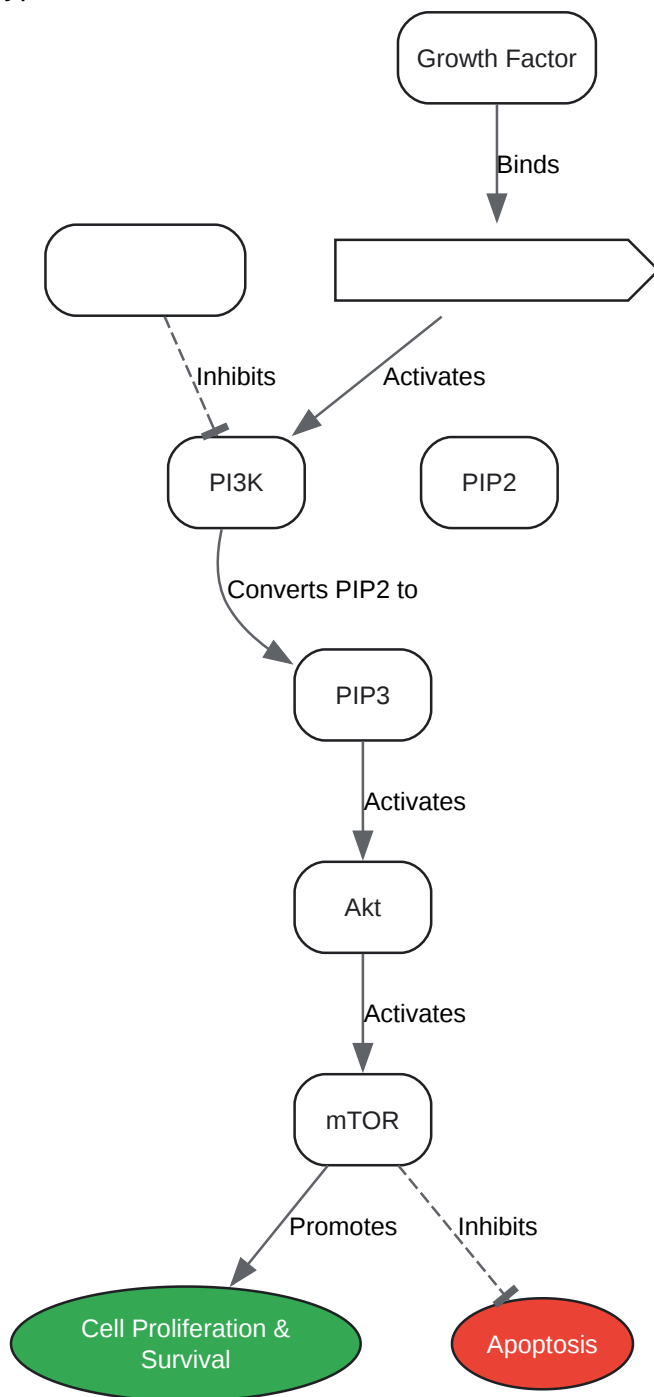 Growth Factor
Binds
Inhibits
Activates
PI3K
PIP2
Converts PIP2 to
PIP3
Activates
Akt
Activates
mTOR
Promotes
Inhibits
Cell Proliferation &
Survival
Apoptosis